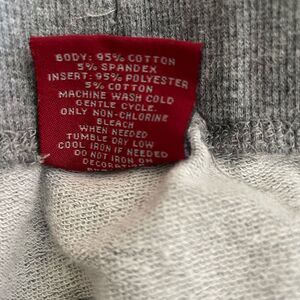 BODY: 95% COTTON
5% SPANDEX
INSERT: 95% POLYESTER
5% COTTON
MACHINE WASH COLD
GENTLE CYCLE.
ONLY NON-CHLORINE
BLEACH
WHEN NEEDED
TUMBLE DRY LOW
COOL IRON IF NEEDED
DO NOT IRON ON
DECORATION